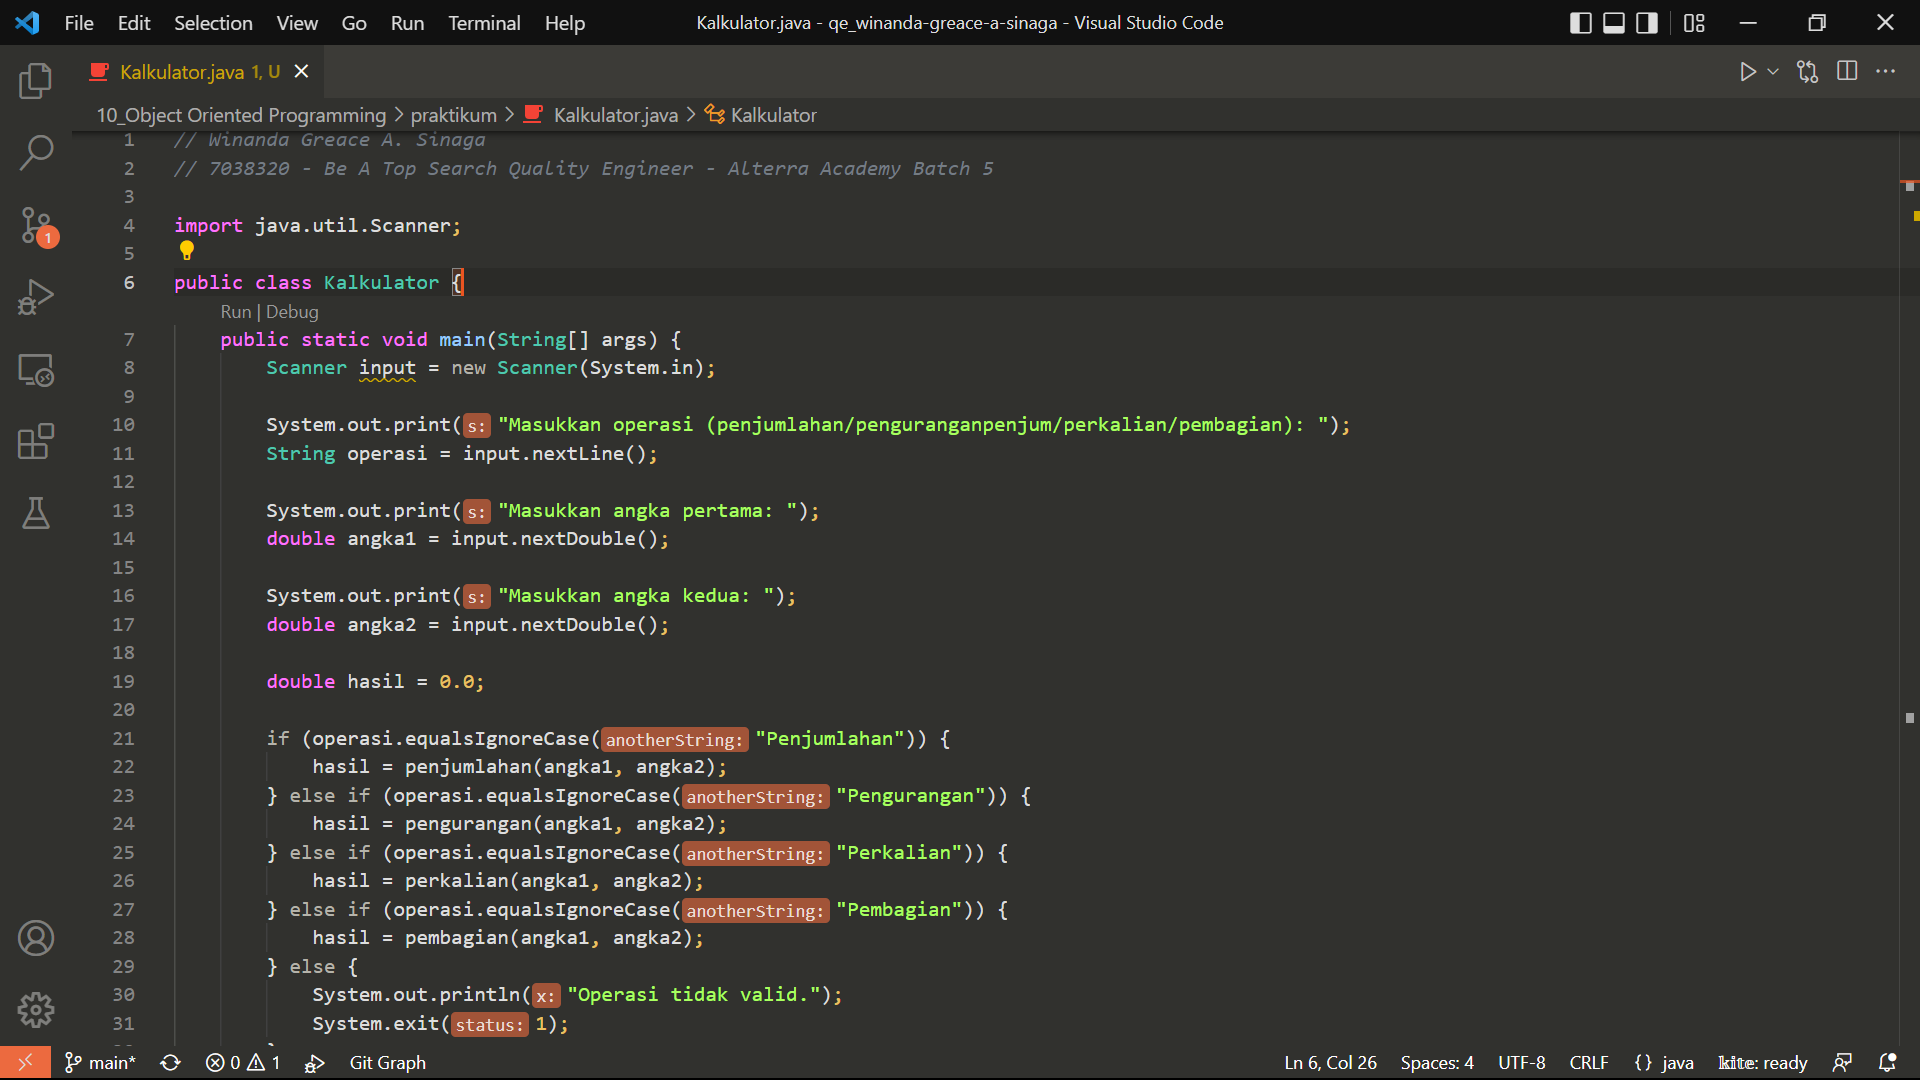 File Edit Selection View Go Run Terminal Help Kalkulator.java - qe_winanda-greace-a-sinaga - Visual Studio Code
Kalkulator.java 1, U
10_Object Oriented Programming > praktikum > Kalkulator.java > Kalkulator
1 // Winanda Greace A. Sinaga
2 // 7038320 - Be A Top Search Quality Engineer - Alterra Academy Batch 5
3
4 import java.util.Scanner;
5
6 public class Kalkulator {
Run | Debug
7 public static void main(String[] args) {
8 Scanner input = new Scanner(System.in);
9
10 System.out.print(s: "Masukkan operasi (penjumlahan/penguranganpenjum/perkalian/pembagian): ");
11 String operasi = input.nextLine();
12
13 System.out.print(s: "Masukkan angka pertama: ");
14 double angka1 = input.nextDouble();
15
16 System.out.print(s: "Masukkan angka kedua: ");
17 double angka2 = input.nextDouble();
18
19 double hasil = 0.0;
20
21 if (operasi.equalsIgnoreCase(anotherString: "Penjumlahan")) {
22 hasil = penjumlahan(angka1, angka2);
23 } else if (operasi.equalsIgnoreCase(anotherString: "Pengurangan")) {
24 hasil = pengurangan(angka1, angka2);
25 } else if (operasi.equalsIgnoreCase(anotherString: "Perkalian")) {
26 hasil = perkalian(angka1, angka2);
27 } else if (operasi.equalsIgnoreCase(anotherString: "Pembagian")) {
28 hasil = pembagian(angka1, angka2);
29 } else {
30 System.out.println(x: "Operasi tidak valid.");
31 System.exit(status: 1);
main* 0 1 Git Graph Ln 6, Col 26 Spaces: 4 UTF-8 CRLF {} java kite: ready